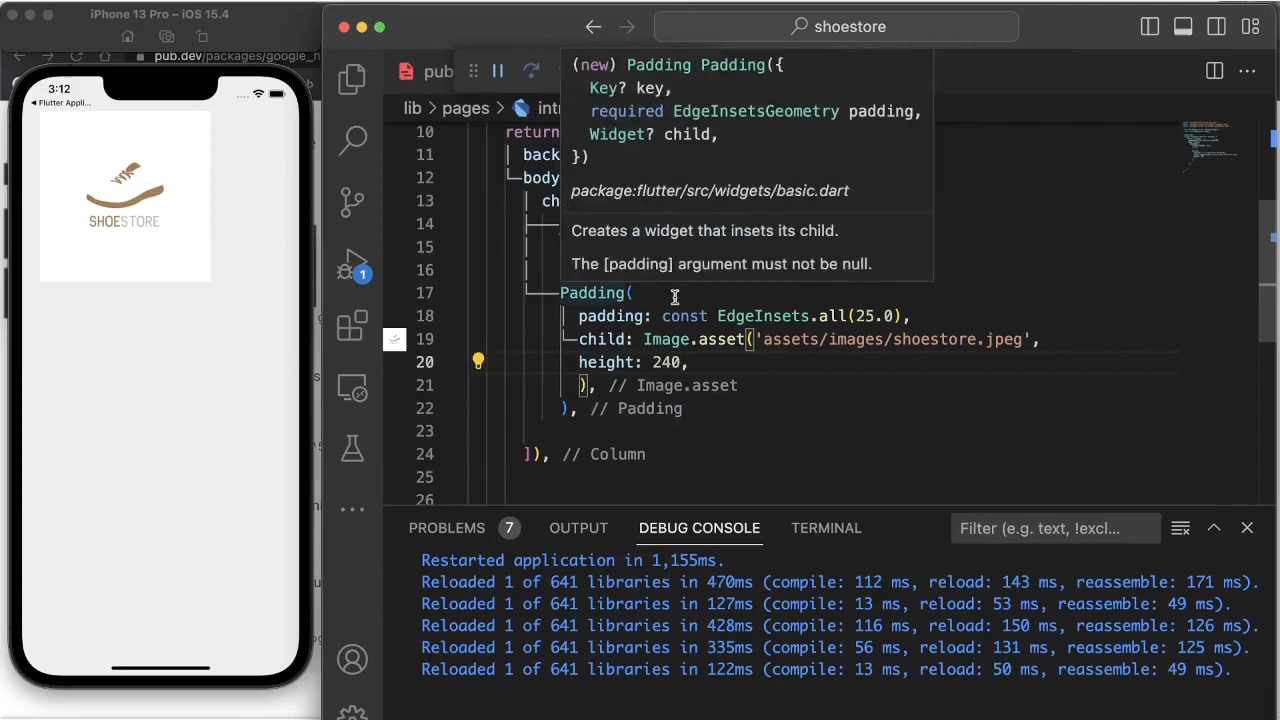 iPhone 13 Pro – iOS 15.4
pub.dev/packages/google_n
3:12
Flutter Appli...
SHOESTORE
shoestore
pub
lib > pages > intr
(new) Padding Padding({
Key? key,
required EdgeInsetsGeometry padding,
Widget? child,
})
package:flutter/src/widgets/basic.dart
Creates a widget that insets its child.
The [padding] argument must not be null.
10 return
11 back
12 body
13 ch
14
15
16
17 Padding(
18 padding: const EdgeInsets.all(25.0),
19 child: Image.asset('assets/images/shoestore.jpeg',
20 height: 240,
21 ), // Image.asset
22 ), // Padding
23
24 ]), // Column
25
26
1
PROBLEMS 7 OUTPUT DEBUG CONSOLE TERMINAL Filter (e.g. text, !excl...
Restarted application in 1,155ms.
Reloaded 1 of 641 libraries in 470ms (compile: 112 ms, reload: 143 ms, reassemble: 171 ms).
Reloaded 1 of 641 libraries in 127ms (compile: 13 ms, reload: 53 ms, reassemble: 49 ms).
Reloaded 1 of 641 libraries in 428ms (compile: 116 ms, reload: 150 ms, reassemble: 126 ms).
Reloaded 1 of 641 libraries in 335ms (compile: 56 ms, reload: 131 ms, reassemble: 125 ms).
Reloaded 1 of 641 libraries in 122ms (compile: 13 ms, reload: 50 ms, reassemble: 49 ms).